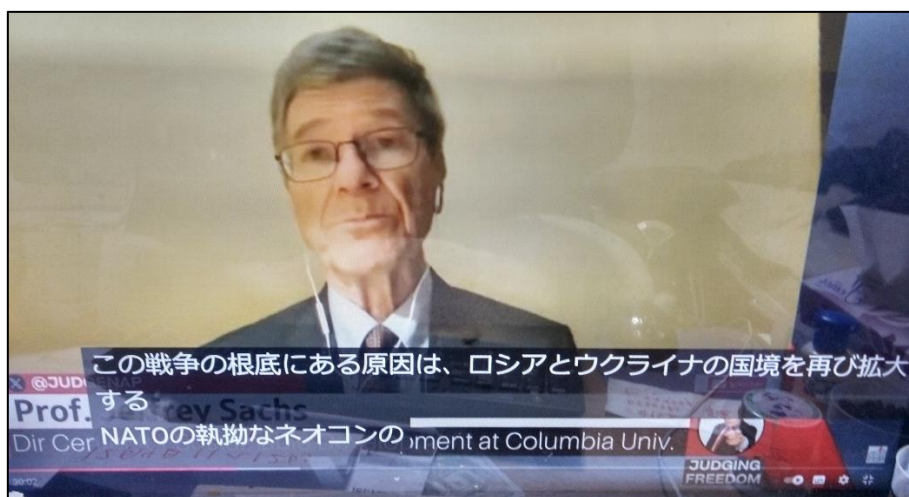 この戦争の根底にある原因は、ロシアとウクライナの国境を再び拡大
する
NATOの執拗なネオコンの
@JUD ENAP
Prof. Sachs
Dir at Columbia Univ.
JUDGING
FREEDOM